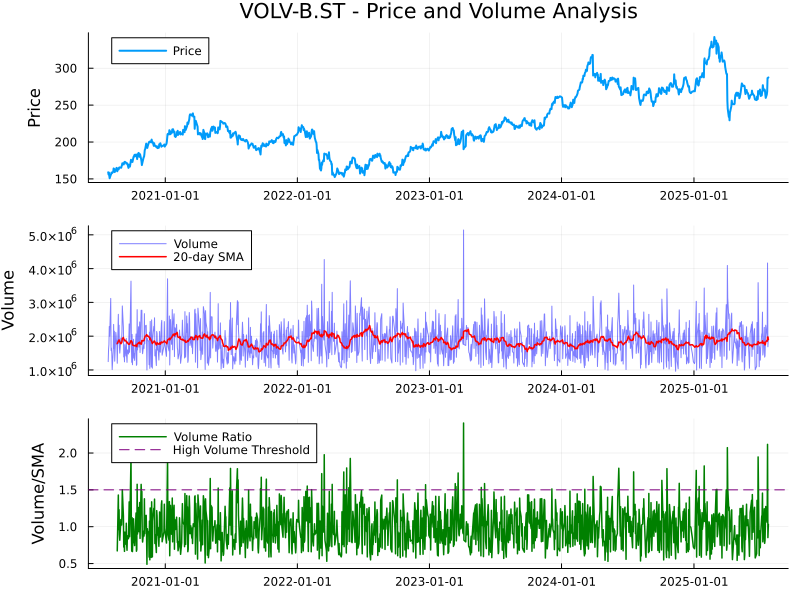 VOLV-B.ST - Price and Volume Analysis
Price
Price
300
250
200
150
2021-01-01 2022-01-01 2023-01-01 2024-01-01 2025-01-01
Volume
Volume
20-day SMA
5.0×10⁶
4.0×10⁶
3.0×10⁶
2.0×10⁶
1.0×10⁶
2021-01-01 2022-01-01 2023-01-01 2024-01-01 2025-01-01
Volume/SMA
Volume Ratio
High Volume Threshold
2.0
1.5
1.0
0.5
2021-01-01 2022-01-01 2023-01-01 2024-01-01 2025-01-01